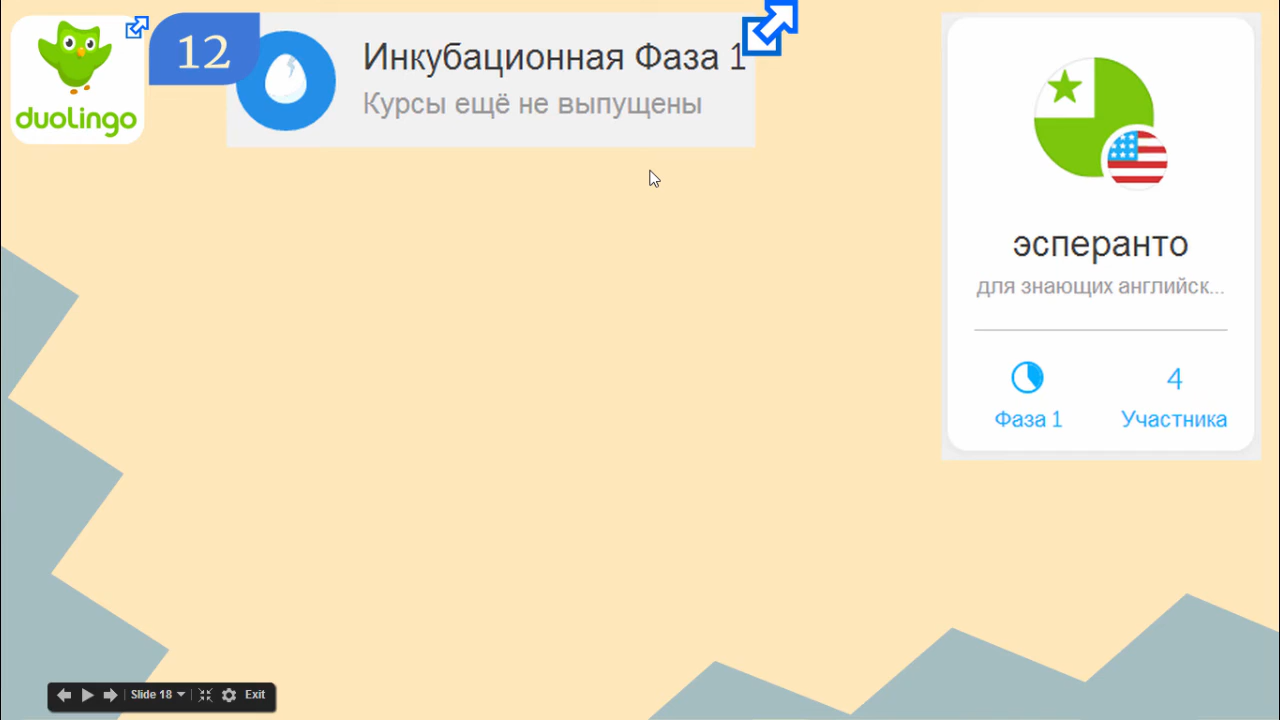 duolingo
12
Инкубационная Фаза 1
Курсы ещё не выпущены
эсперанто
для знающих английск...
4
Фаза 1
Участника
Slide 18
Exit